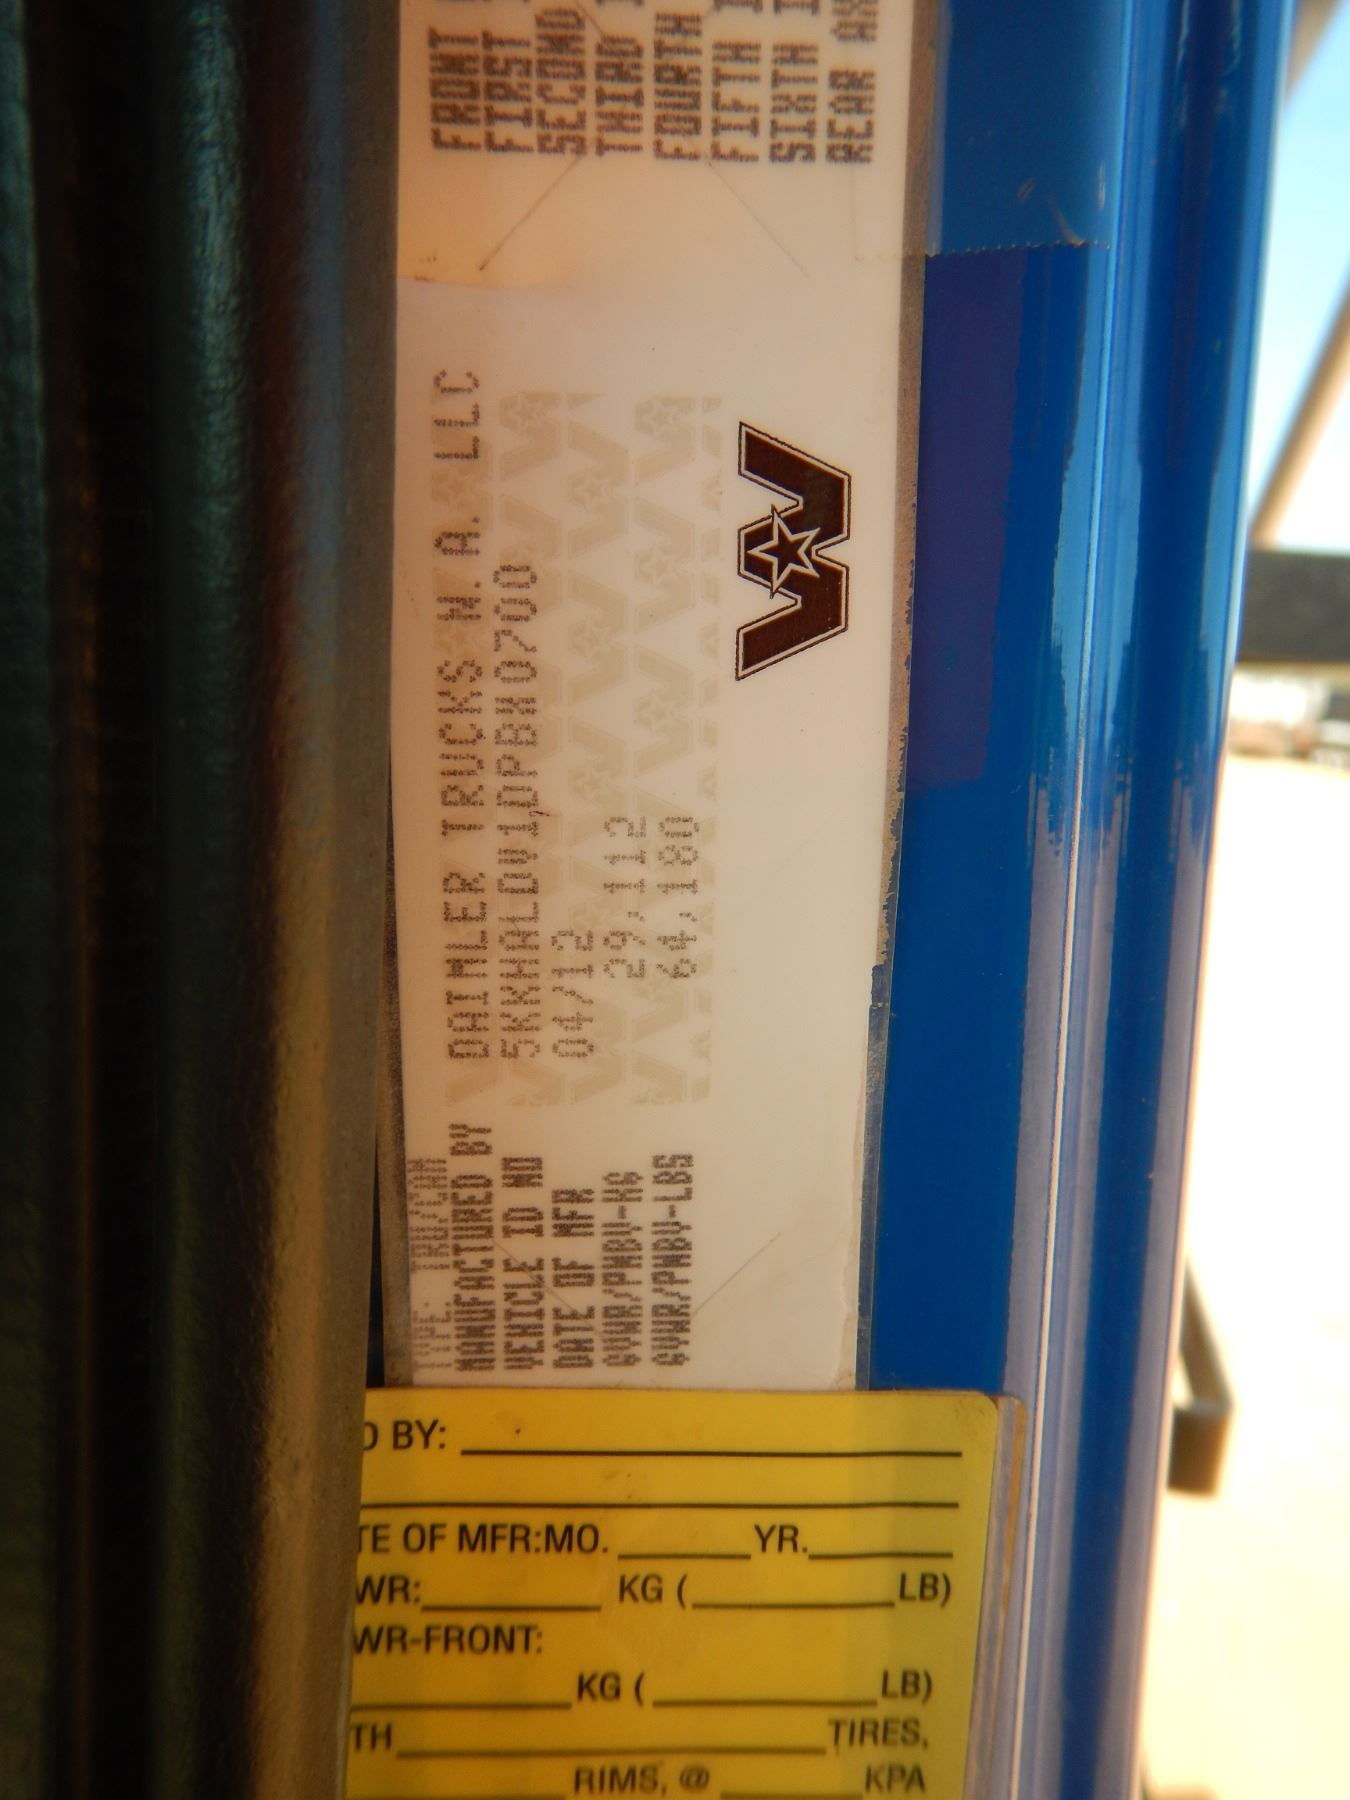 TYPE: TRUCAM
MANUFACTURED BY DAIMLER TRUCKS N.A. LLC
VEHICLE ID NO
DATE OF MFR 04/12
GVWR/PNBV-KG 29,112
GVWR/PNBV-LBS 64,180
FRONT
FIRST
SECOND
THIRD
FOURTH
FIFTH
SIXTH
REAR AX
D BY:
TE OF MFR:MO. YR.
WR: KG ( LB)
WR-FRONT:
KG ( LB)
TH TIRES,
RIMS, @ KPA